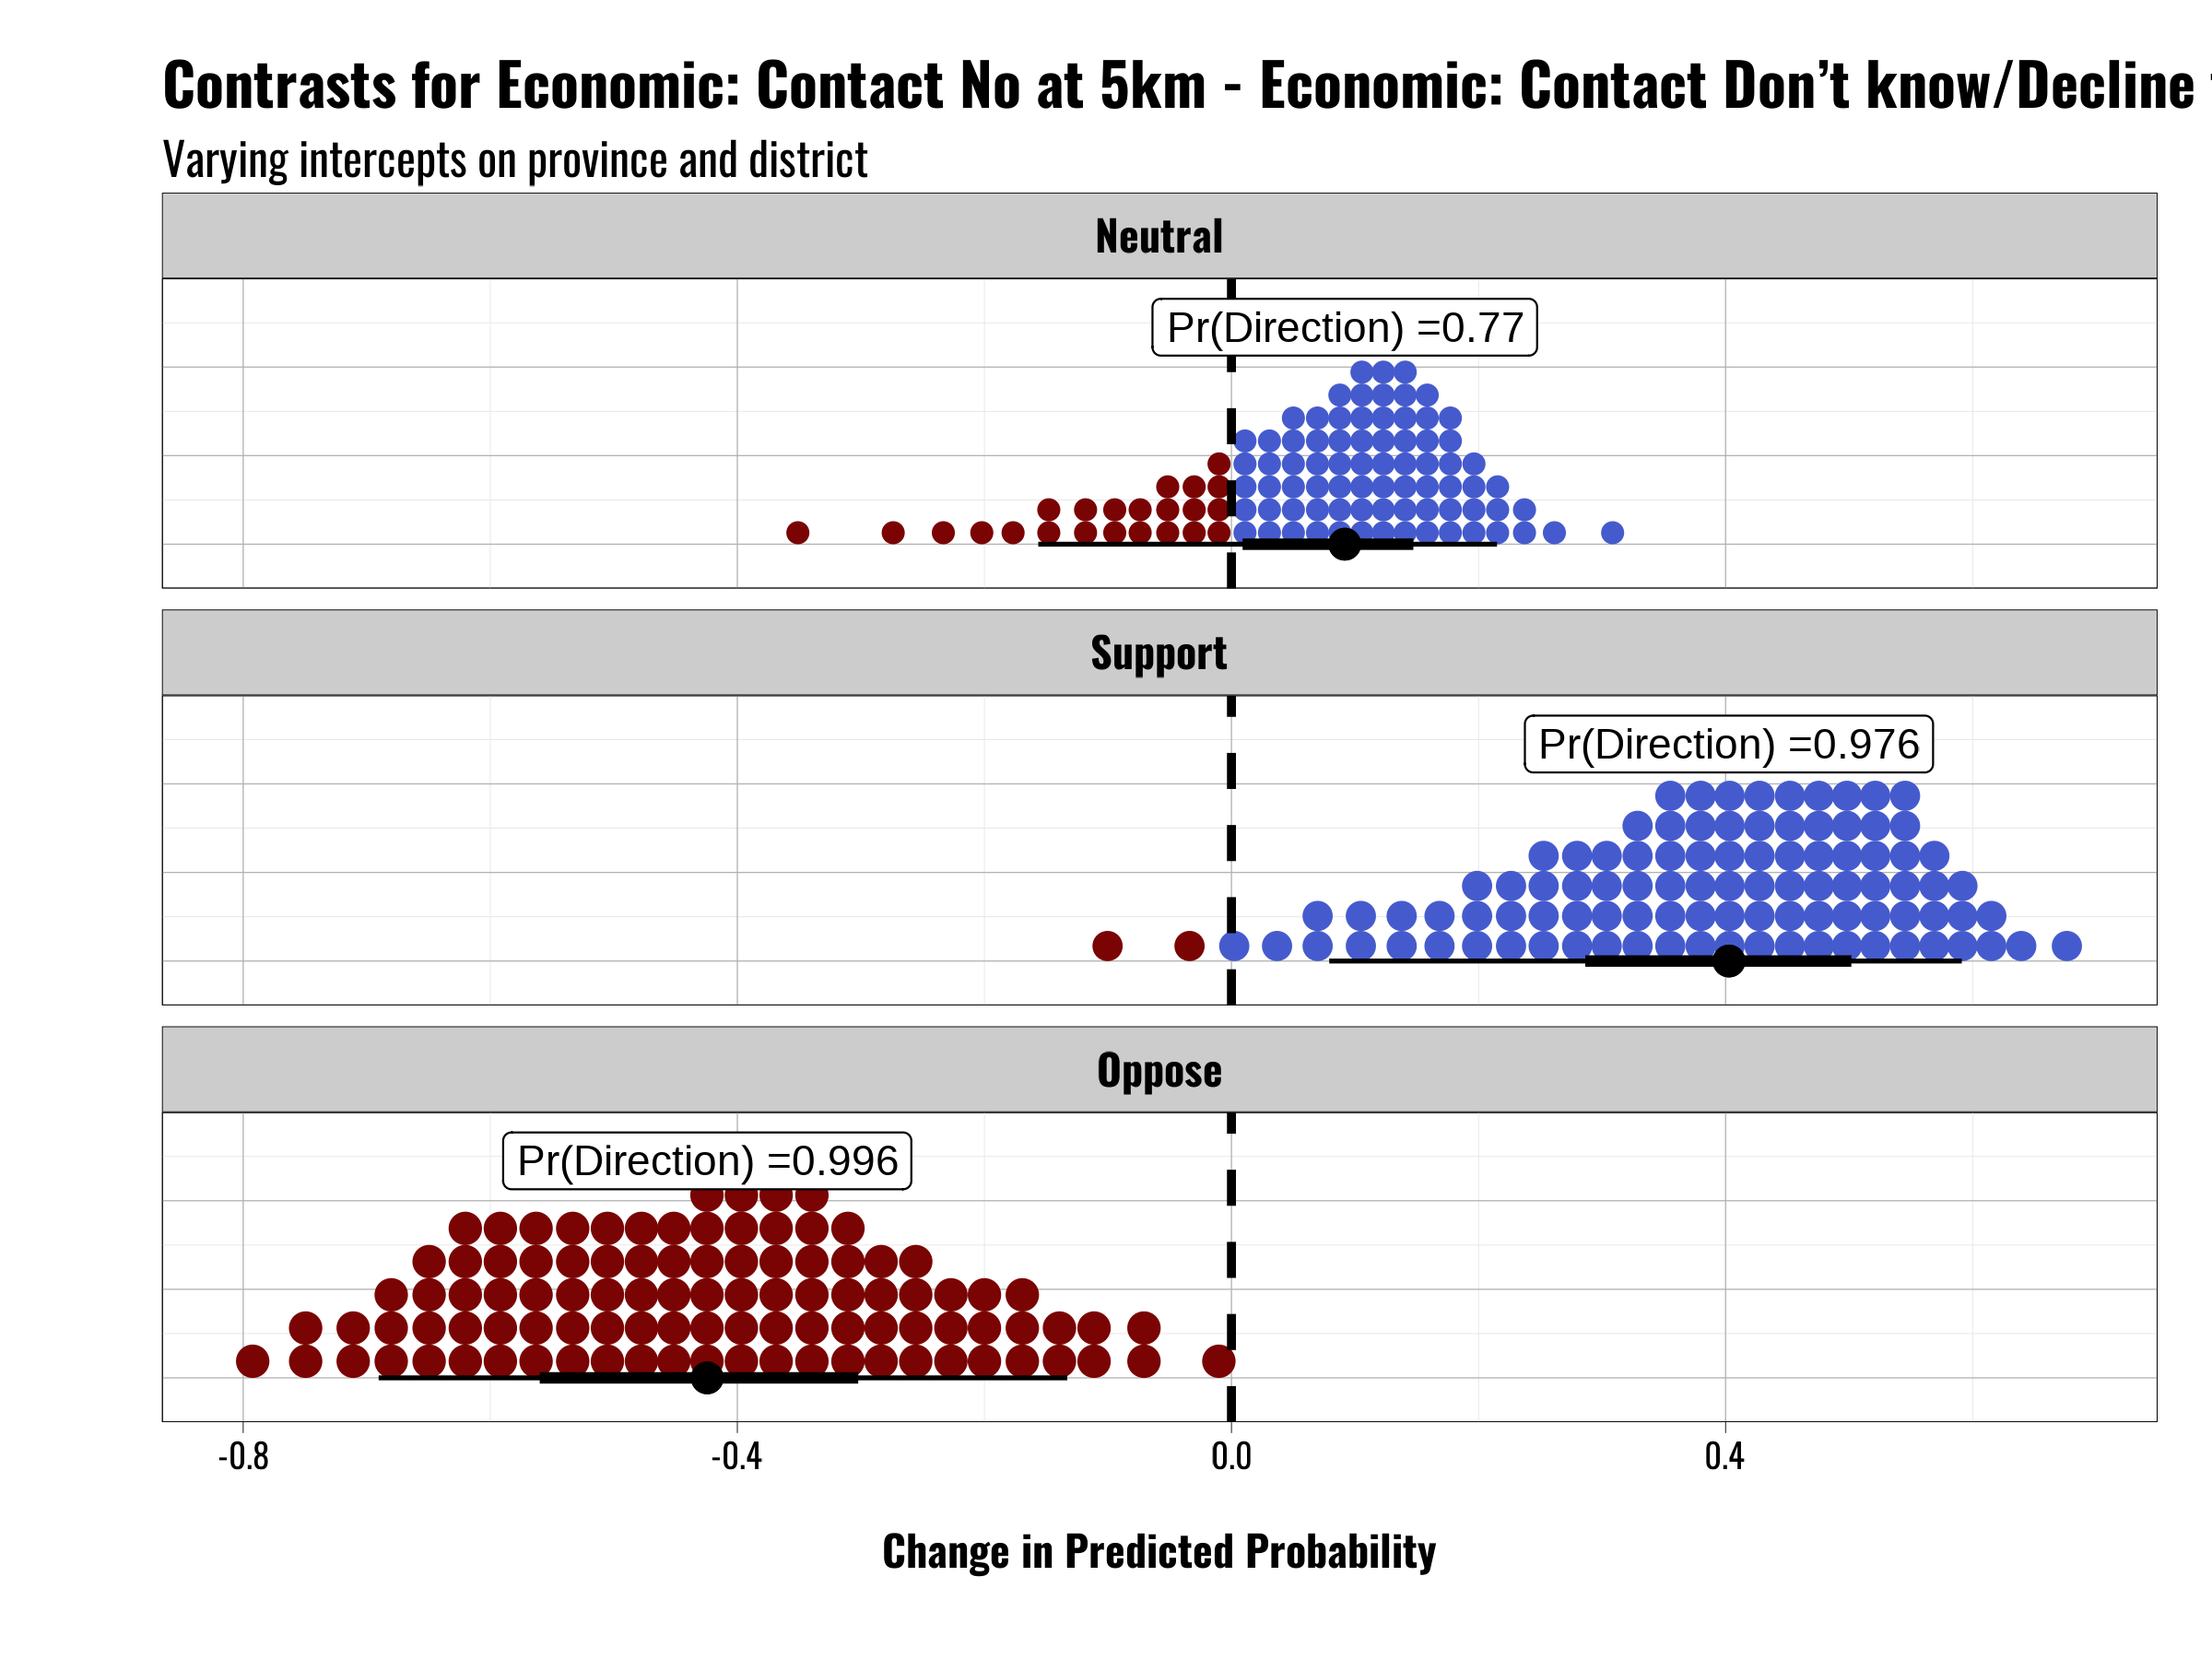 Contrasts for Economic: Contact No at 5km - Economic: Contact Don’t know/Decline
Varying intercepts on province and district
Neutral
Pr(Direction) =0.77
Support
Pr(Direction) =0.976
Oppose
Pr(Direction) =0.996
-0.8 -0.4 0.0 0.4
Change in Predicted Probability